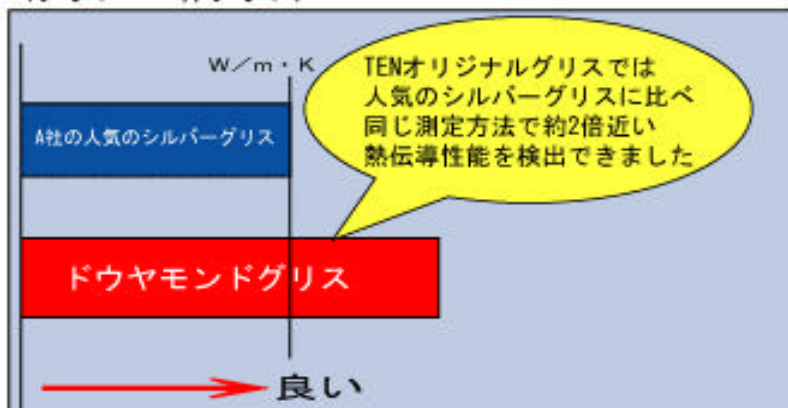 W／m・K
TENオリジナルグリスでは
人気のシルバーグリスに比べ
同じ測定方法で約2倍近い
熱伝導性能を検出できました
A社の人気のシルバーグリス
ドウヤモンドグリス
良い